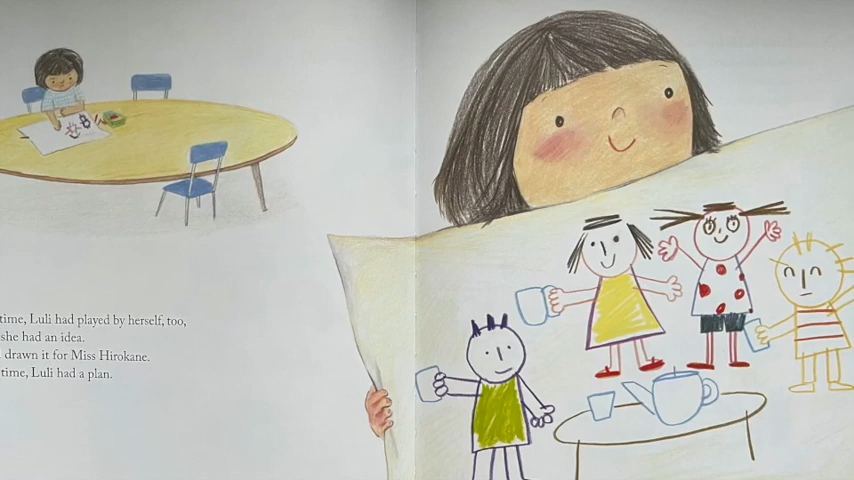 time, Luli had played by herself, too,
she had an idea.
drawn it for Miss Hirokane.
time, Luli had a plan.